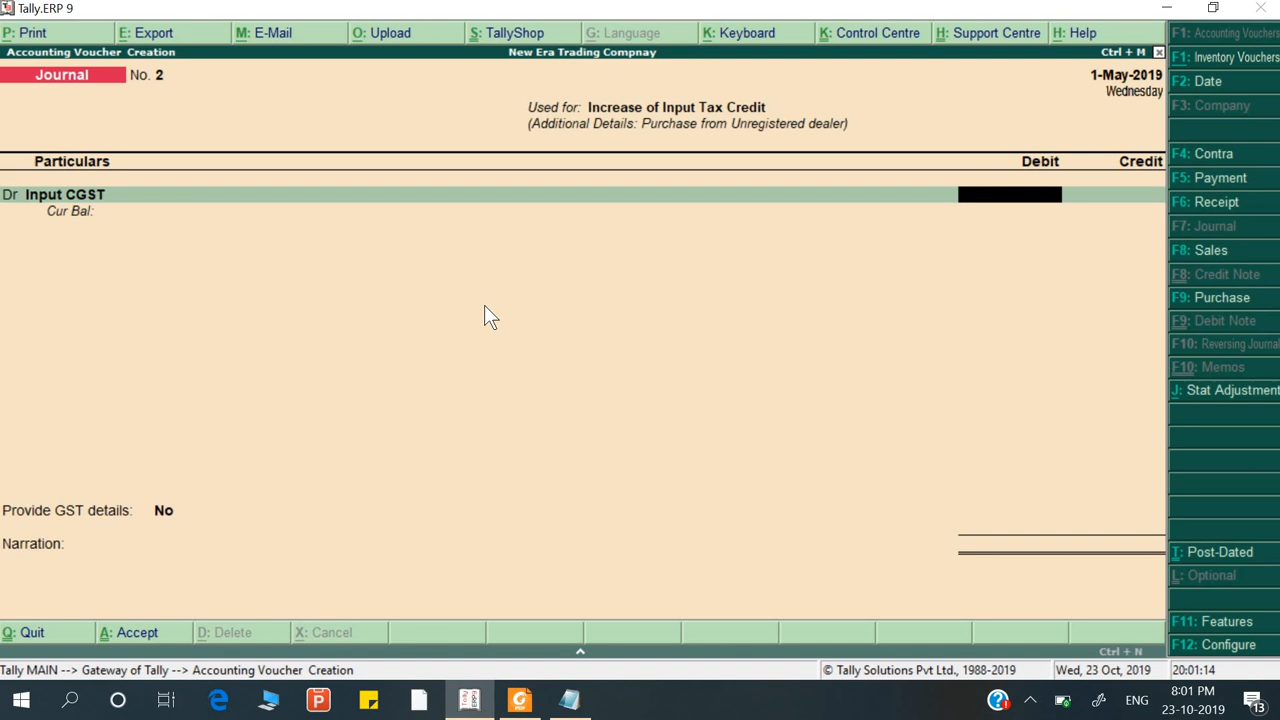 Tally.ERP 9
P: Print E: Export M: E-Mail O: Upload S: TallyShop G: Language K: Keyboard K: Control Centre H: Support Centre H: Help
F1: Accounting Vouchers
Accounting Voucher Creation New Era Trading Compnay Ctrl + M
F1: Inventory Vouchers
Journal No. 2 1-May-2019
F2: Date
Wednesday
F3: Company
Used for: Increase of Input Tax Credit
(Additional Details: Purchase from Unregistered dealer)
F4: Contra
Particulars Debit Credit
F5: Payment
Dr Input CGST
F6: Receipt
Cur Bal:
F7: Journal
F8: Sales
F8: Credit Note
F9: Purchase
F9: Debit Note
F10: Reversing Journal
F10: Memos
J: Stat Adjustment
Provide GST details: No
Narration:
T: Post-Dated
L: Optional
F11: Features
Q: Quit A: Accept D: Delete X: Cancel
F12: Configure
Ctrl + N
Tally MAIN --> Gateway of Tally --> Accounting Voucher Creation © Tally Solutions Pvt Ltd., 1988-2019 Wed, 23 Oct, 2019 20:01:14
ENG 8:01 PM
23-10-2019 13